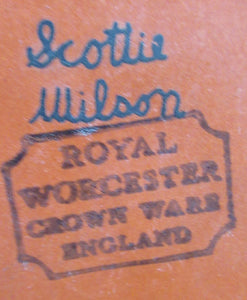 Scottie
Wilson
ROYAL
WORCESTER
CROWN WARE
ENGLAND